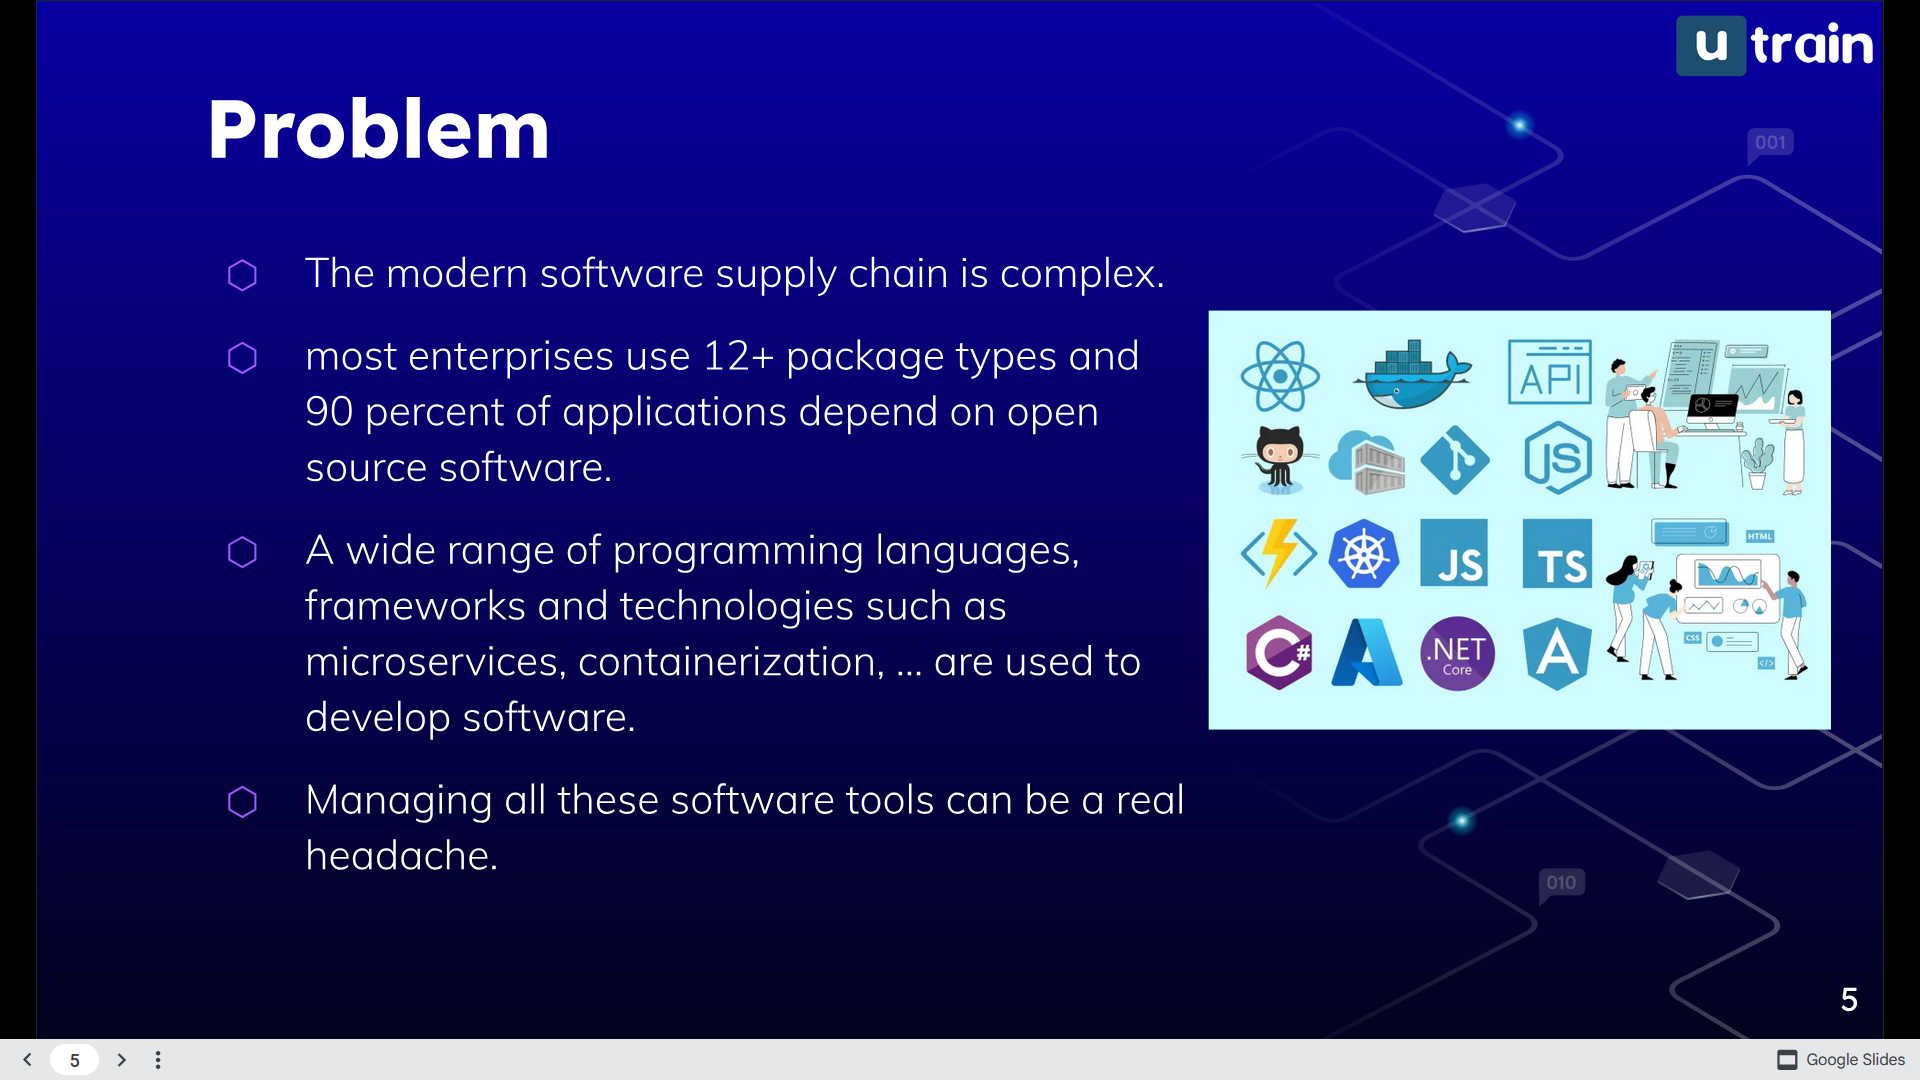 u train
Problem
001
The modern software supply chain is complex.
most enterprises use 12+ package types and
90 percent of applications depend on open
source software.
A wide range of programming languages,
frameworks and technologies such as
microservices, containerization, ... are used to
develop software.
Managing all these software tools can be a real
headache.
API
JS
JS
TS
HTML
CSS
</>
C#
.NET
Core
A
010
5
5
Google Slides